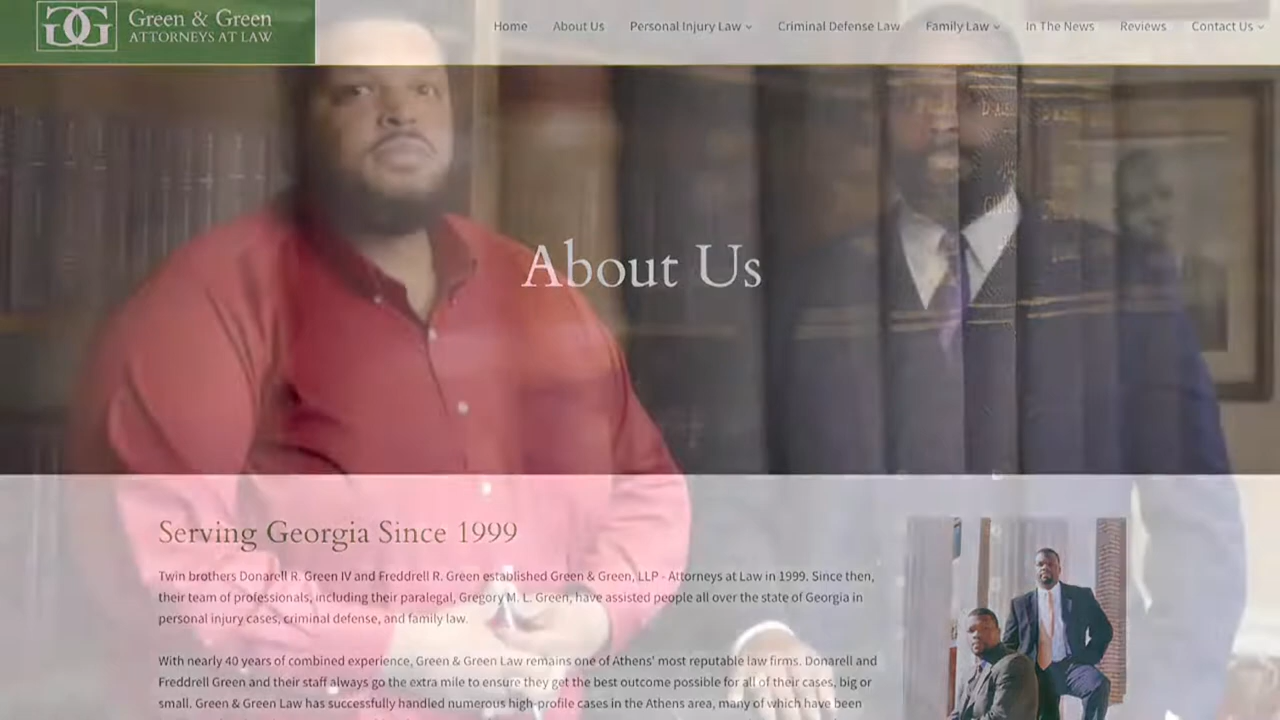 Green & Green
ATTORNEYS AT LAW
Home About Us Personal Injury Law Criminal Defense Law Family Law In The News Reviews Contact Us
About Us
Serving Georgia Since 1999
Twin brothers Donarell R. Green IV and Freddrell R. Green established Green & Green, LLP - Attorneys at Law in 1999. Since then,
their team of professionals, including their paralegal, Gregory M. L. Green, have assisted people all over the state of Georgia in
personal injury cases, criminal defense, and family law.
With nearly 40 years of combined experience, Green & Green Law remains one of Athens' most reputable law firms. Donarell and
Freddrell Green and their staff always go the extra mile to ensure they get the best outcome possible for all of their cases, big or
small. Green & Green Law has successfully handled numerous high-profile cases in the Athens area, many of which have been